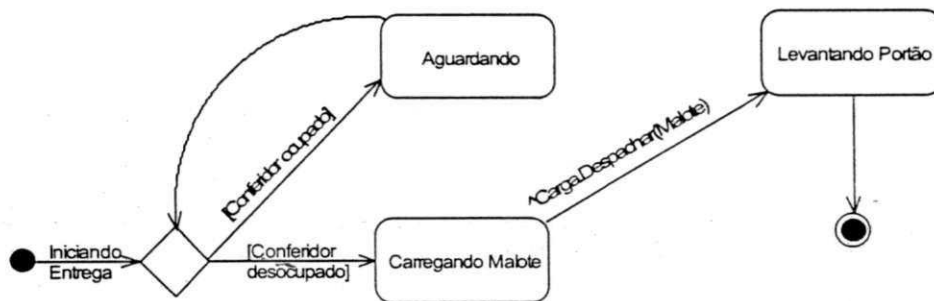 Aguardando
Levantando Portão
[Conferidor ocupado]
^Carga.Despachar(Malote)
Iniciando
Entrega
[Conferidor
desocupado]
Carregando Malote